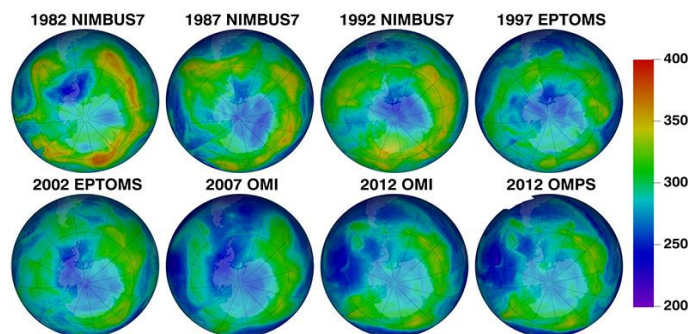 1982 NIMBUS7 1987 NIMBUS7 1992 NIMBUS7 1997 EPTOMS
400
350
300
2002 EPTOMS 2007 OMI 2012 OMI 2012 OMPS
250
200